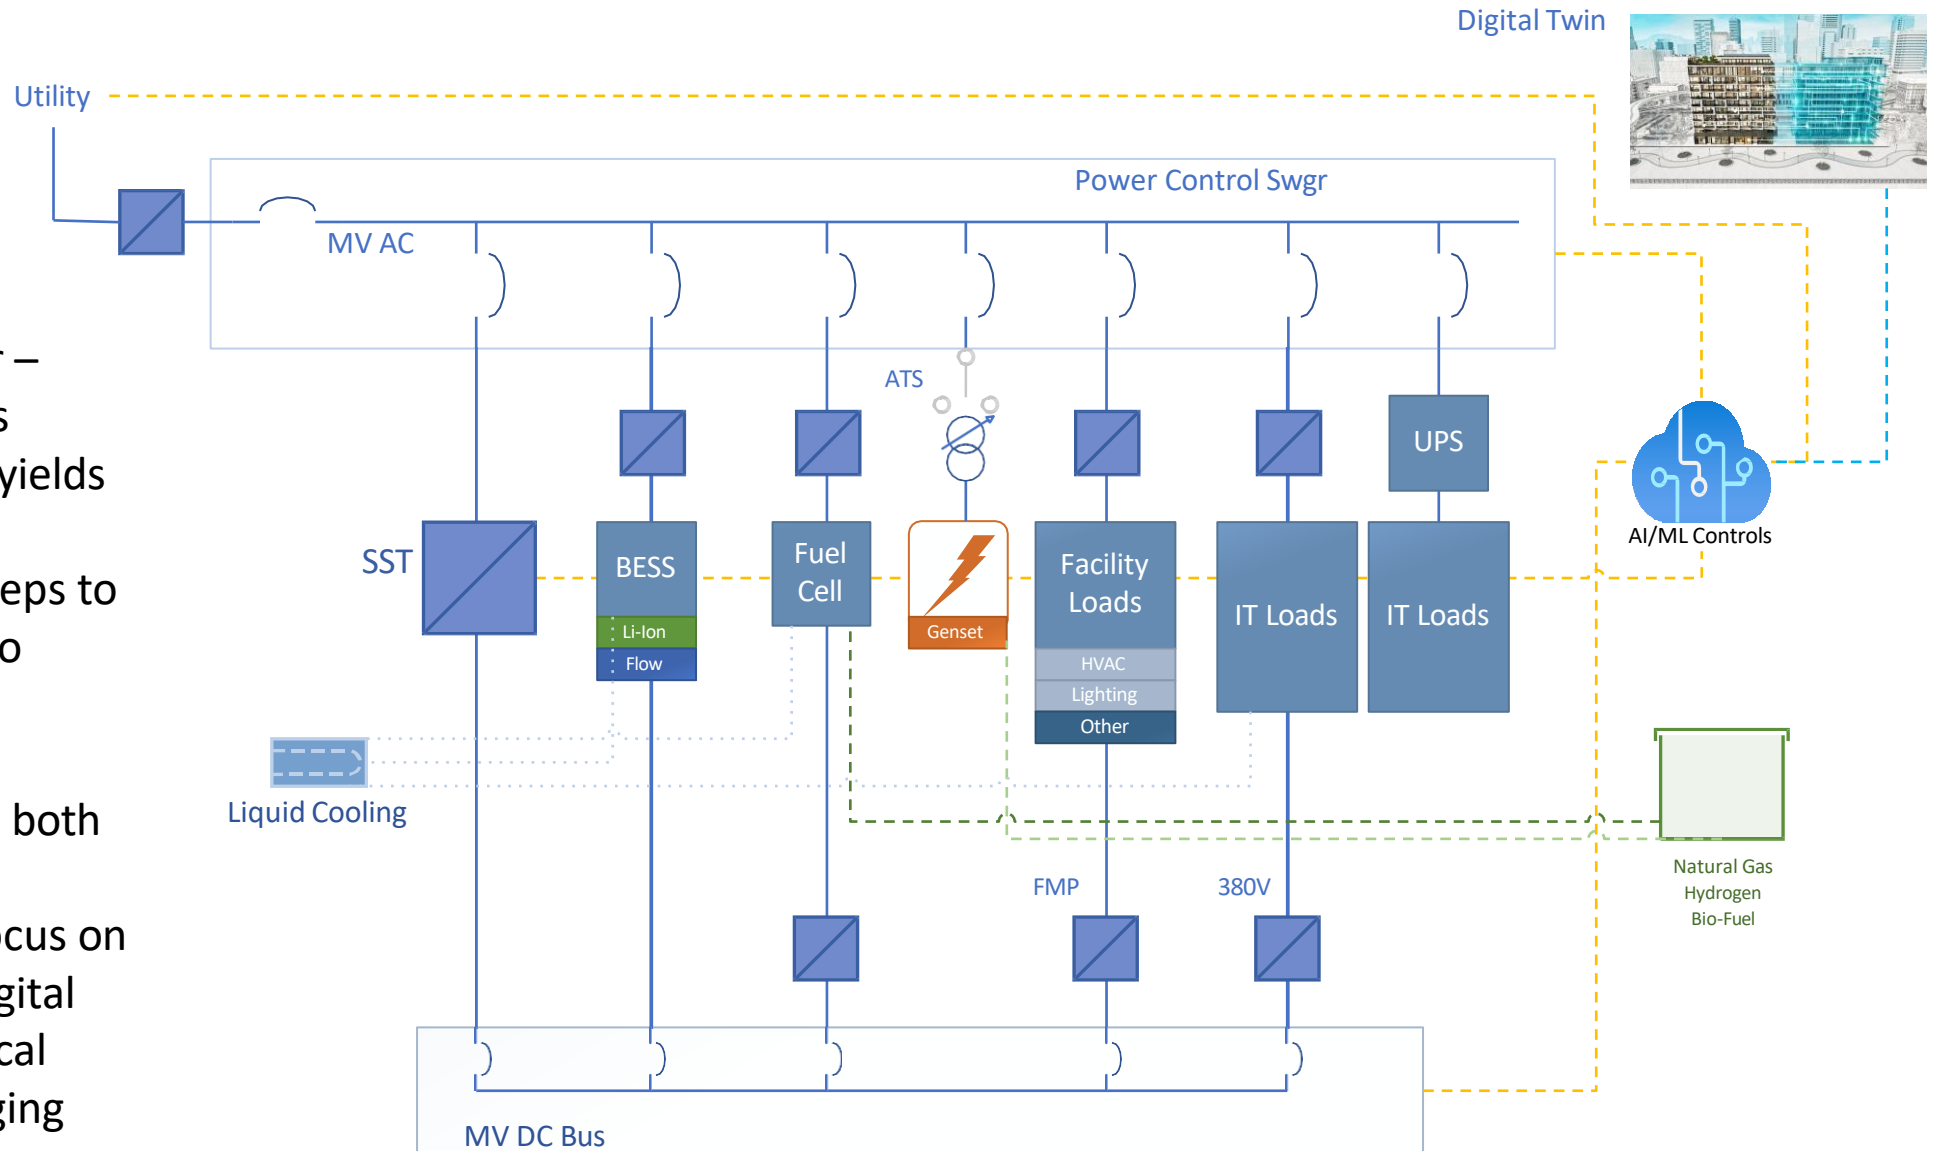 Digital Twin
Utility
Power Control Swgr
MV AC
–
yields
ATS
UPS
AI/ML Controls
SST
BESS
Li-Ion
Flow
Fuel
Cell
Genset
Facility
Loads
HVAC
Lighting
Other
IT Loads
IT Loads
eps to
Liquid Cooling
both
FMP
380V
Natural Gas
Hydrogen
Bio-Fuel
ocus on
gital
cal
ging
MV DC Bus